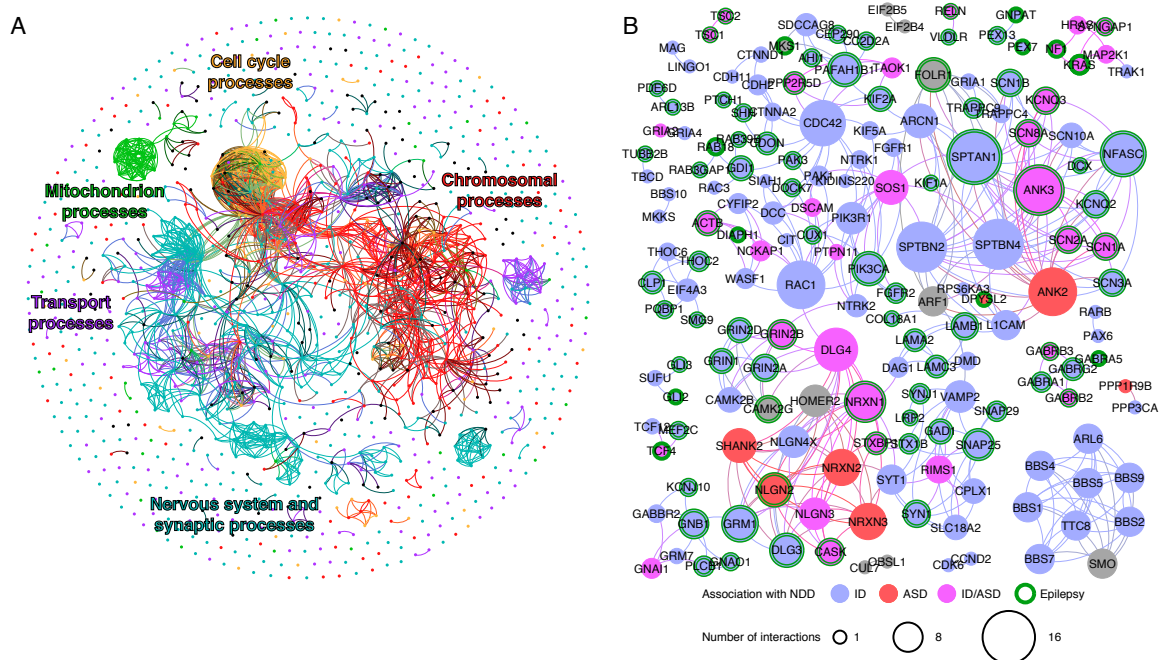 A
Cell cycle
processes
Mitochondrion
processes
Chromosomal
processes
Transport
processes
Nervous system and
synaptic processes
B
TSC2
TSC1
SDCCAG8
CEP290
CC2D2A
EIF2B5
EIF2B4
RELN
VLDLR
GNPAT
PEX13
PEX7
HRAS
SYNGAP1
NF1
MAP2K1
KRAS
TRAK1
MAG
LINGO1
CTNND1
MKS1
AHI1
PAFAH1B1
TAOK1
FOLR1
CDH11
CDH2
PPP2R5D
GRIA1
SCN1B
PDE6D
ARL13B
PTCH1
SHH
CTNNA2
KIF2A
TRAPPC9
TRAPPC4
KCNQ3
GRIA2
GRIA4
RAB39B
RAB18
CDON
CDC42
KIF5A
ARCN1
FGFR1
SCN8A
SCN10A
TUBB2B
TBCD
RAB3GAP1
GDI1
PAK3
NTRK1
SPTAN1
DCX
NFASC
BBS10
RAC3
SIAH1
PAK1
KIDINS220
DOCK7
SOS1
KIF1A
ANK3
MKKS
CYFIP2
DCC
DSCAM
PIK3R1
KCNQ2
ACTB
DIAPH1
CIT
CUX1
NCKAP1
PTPN11
SPTBN2
SPTBN4
SCN2A
SCN1A
THOC6
THOC2
WASF1
PIK3CA
CLP1
EIF4A3
RAC1
FGFR2
RPS6KA3
ARF1
DPYSL2
ANK2
SCN3A
PQBP1
SMG9
NTRK2
COL18A1
LAMB1
L1CAM
RARB
PAX6
GRIN2D
GRIN2B
DLG4
LAMA2
GLI3
GRIN1
GRIN2A
DAG1
LAMC3
DMD
GABRB3
GABRA5
GABRG2
GABRA1
SUFU
GLI2
CAMK2B
CAMK2G
HOMER2
NRXN1
SYNJ1
VAMP2
GABRB2
PPP1R9B
PPP3CA
LRP2
SNAP29
TCF12
MEF2C
TCF4
SHANK2
NLGN4X
STXBP1
STX1B
GAD1
SNAP25
ARL6
KCNJ10
NLGN2
NRXN2
SYT1
RIMS1
BBS4
BBS5
BBS9
CPLX1
GABBR2
GNB1
GRM1
NLGN3
NRXN3
SYN1
SLC18A2
BBS1
TTC8
BBS2
GRM7
GNAI1
PLCB1
GNAO1
DLG3
CASK
CUL7
OBSL1
CDK6
CCND2
BBS7
SMO
Association with NDD
ID
ASD
ID/ASD
Epilepsy
Number of interactions
1
8
16